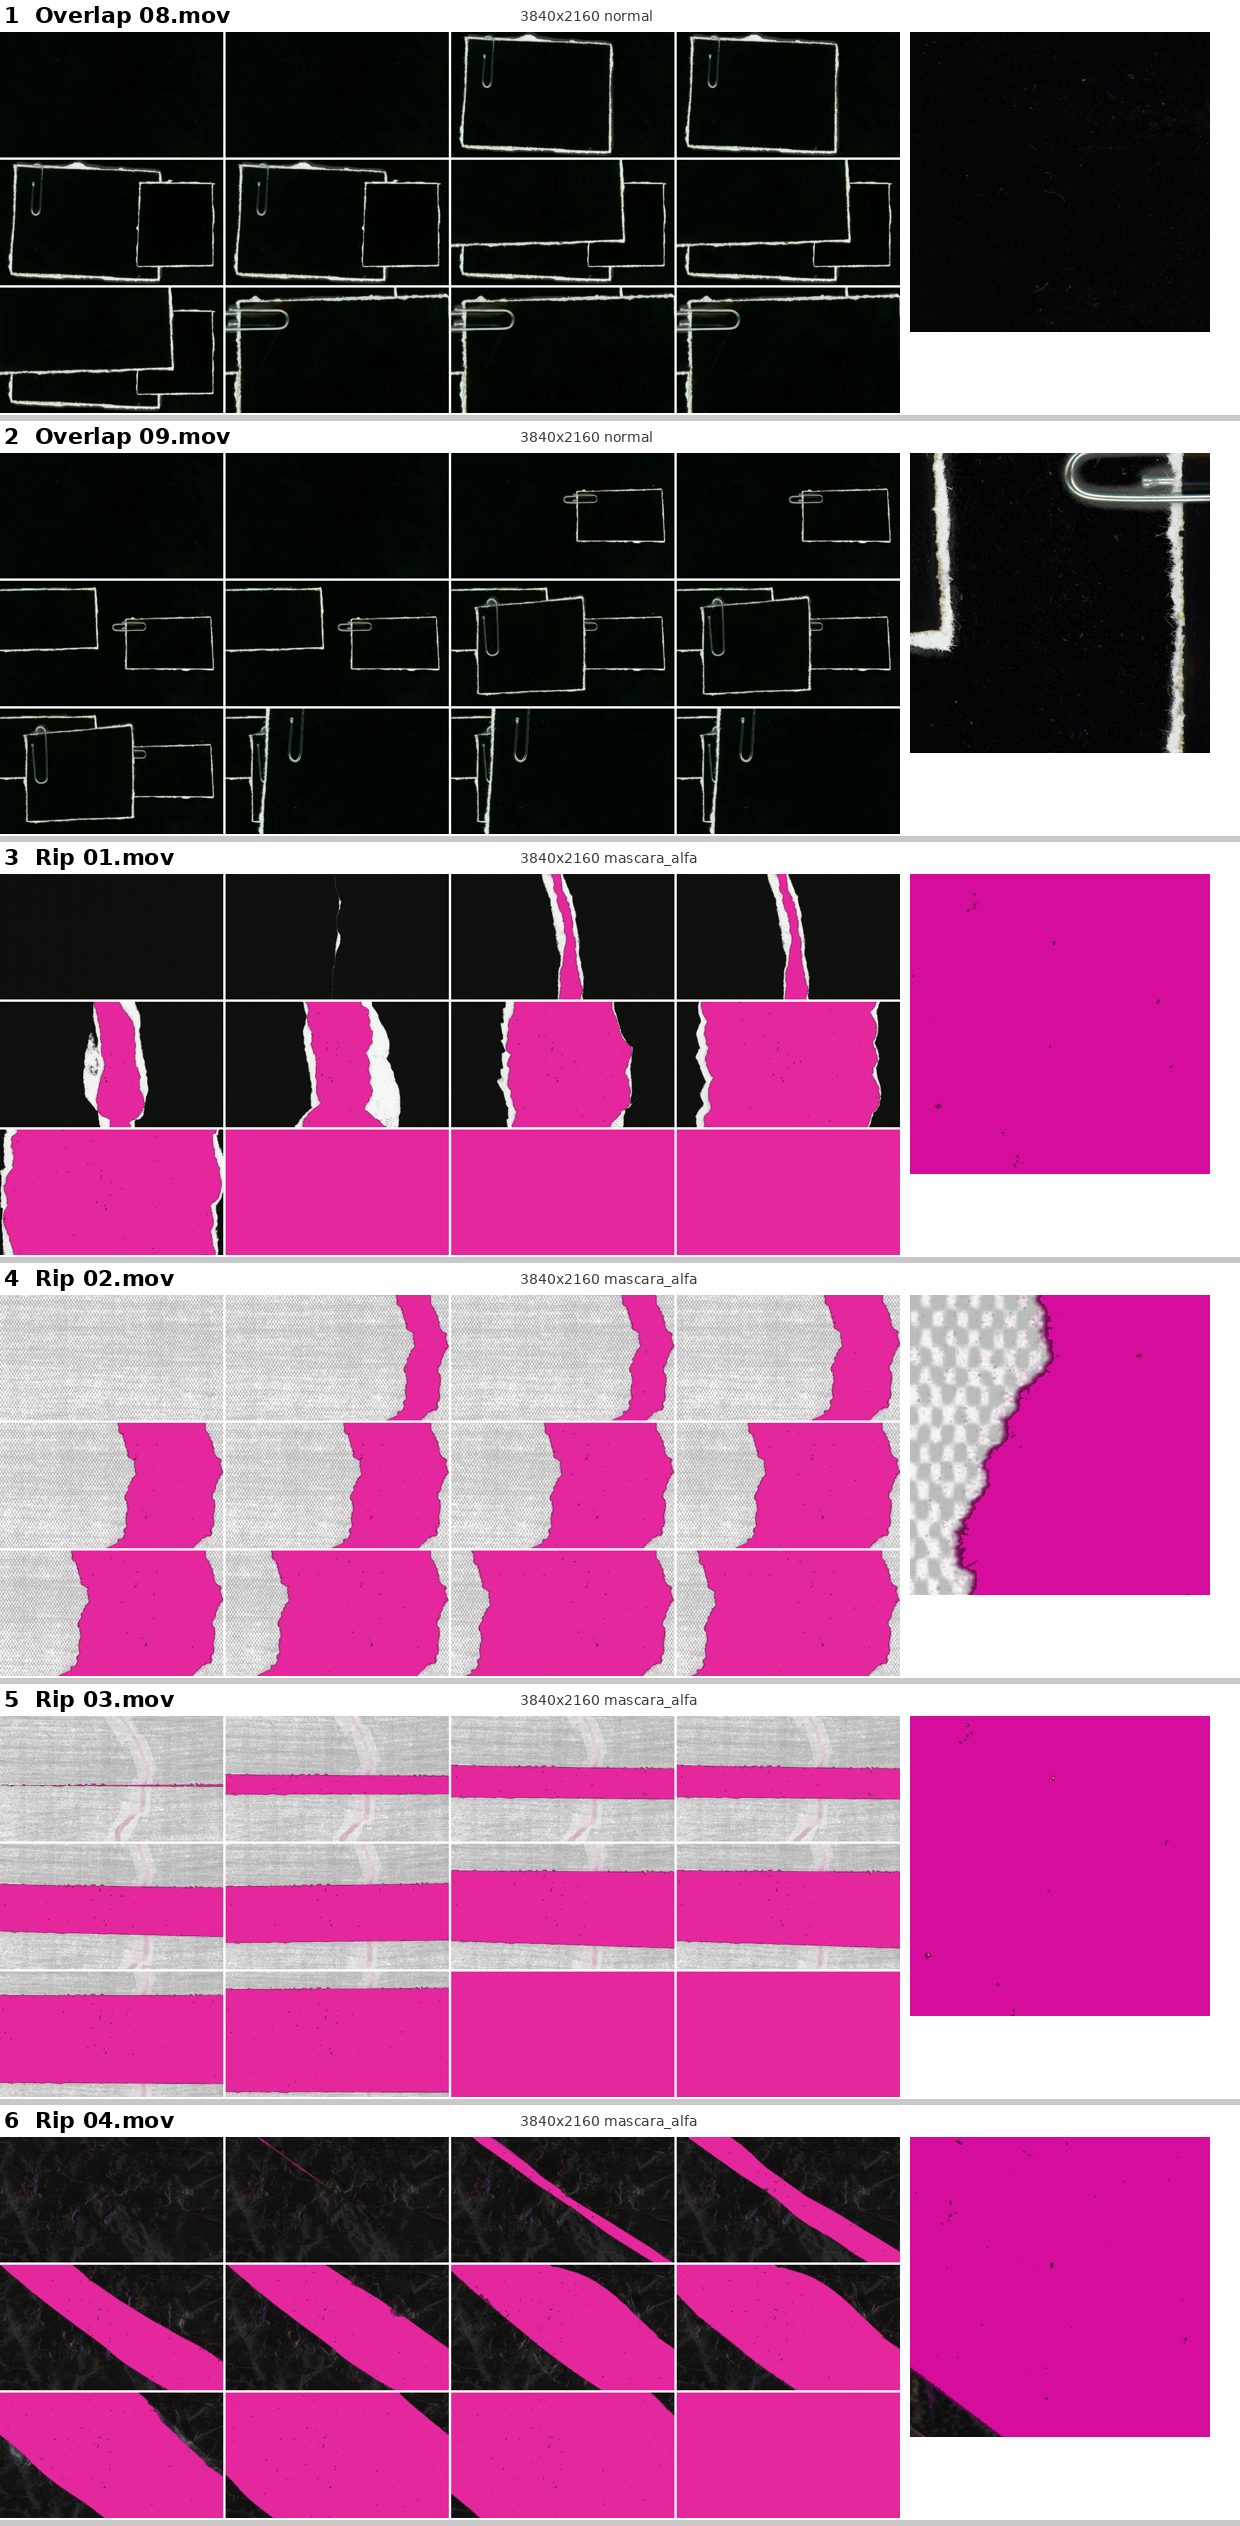 1 Overlap 08.mov 3840x2160 normal
2 Overlap 09.mov 3840x2160 normal
3 Rip 01.mov 3840x2160 mascara_alfa
4 Rip 02.mov 3840x2160 mascara_alfa
5 Rip 03.mov 3840x2160 mascara_alfa
6 Rip 04.mov 3840x2160 mascara_alfa